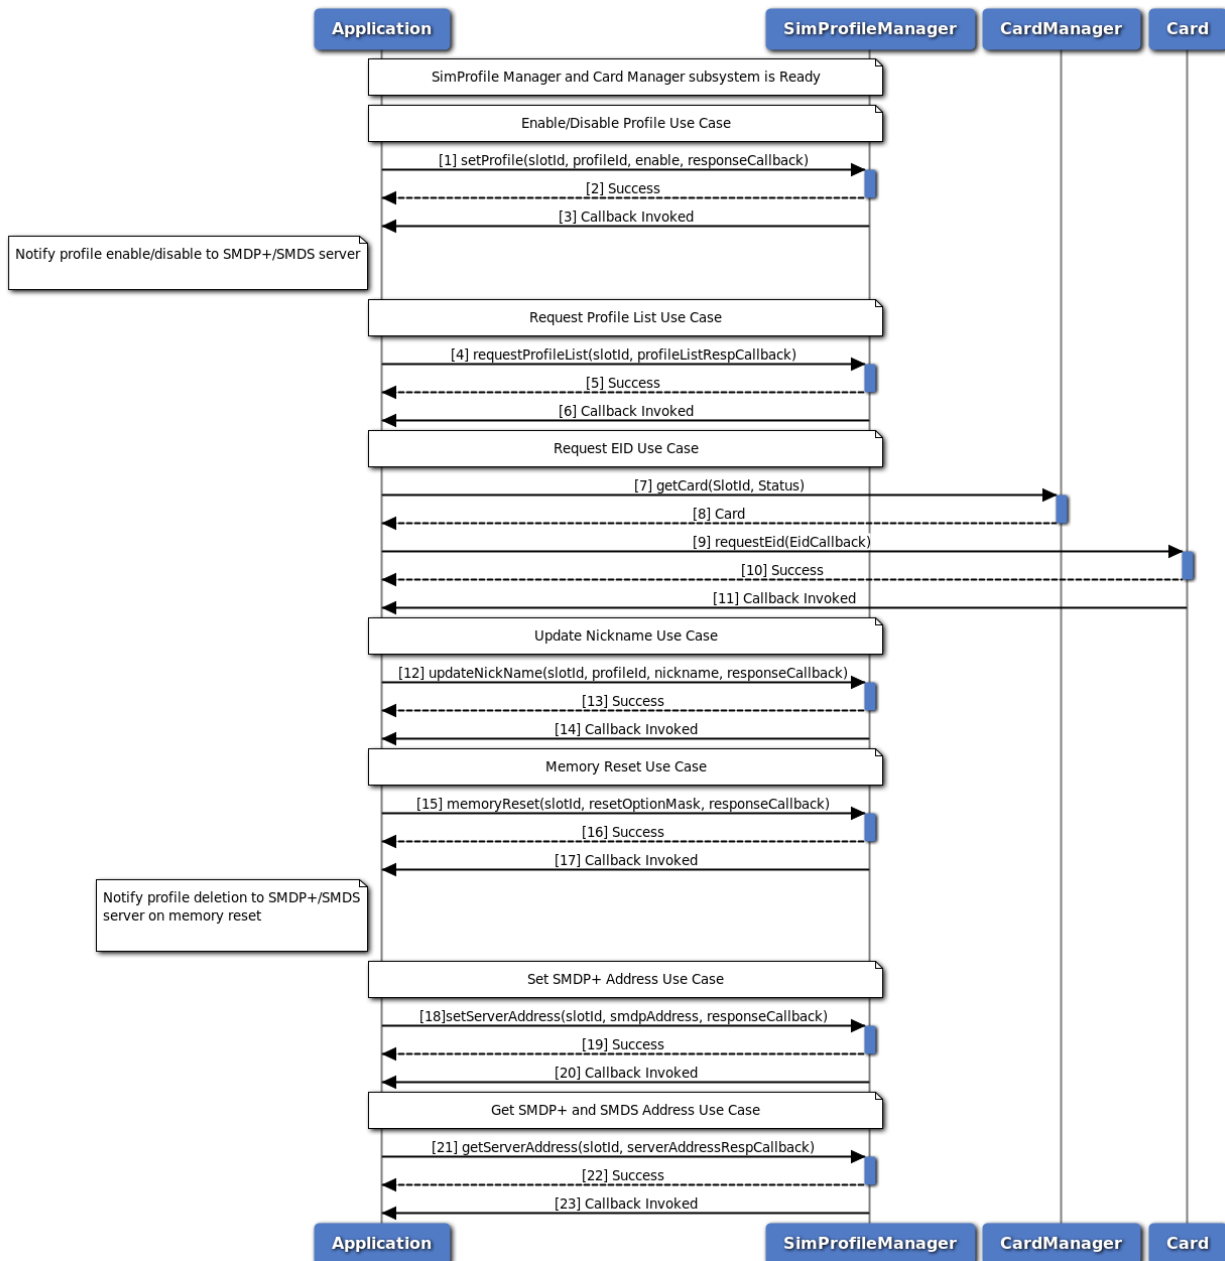 Application SimProfileManager CardManager Card
SimProfile Manager and Card Manager subsystem is Ready
Enable/Disable Profile Use Case
[1] setProfile(slotId, profileId, enable, responseCallback)
[2] Success
[3] Callback Invoked
Notify profile enable/disable to SMDP+/SMDS server
Request Profile List Use Case
[4] requestProfileList(slotId, profileListRespCallback)
[5] Success
[6] Callback Invoked
Request EID Use Case
[7] getCard(SlotId, Status)
[8] Card
[9] requestEid(EidCallback)
[10] Success
[11] Callback Invoked
Update Nickname Use Case
[12] updateNickName(slotId, profileId, nickname, responseCallback)
[13] Success
[14] Callback Invoked
Memory Reset Use Case
[15] memoryReset(slotId, resetOptionMask, responseCallback)
[16] Success
[17] Callback Invoked
Notify profile deletion to SMDP+/SMDS
server on memory reset
Set SMDP+ Address Use Case
[18]setServerAddress(slotId, smdpAddress, responseCallback)
[19] Success
[20] Callback Invoked
Get SMDP+ and SMDS Address Use Case
[21] getServerAddress(slotId, serverAddressRespCallback)
[22] Success
[23] Callback Invoked
Application SimProfileManager CardManager Card